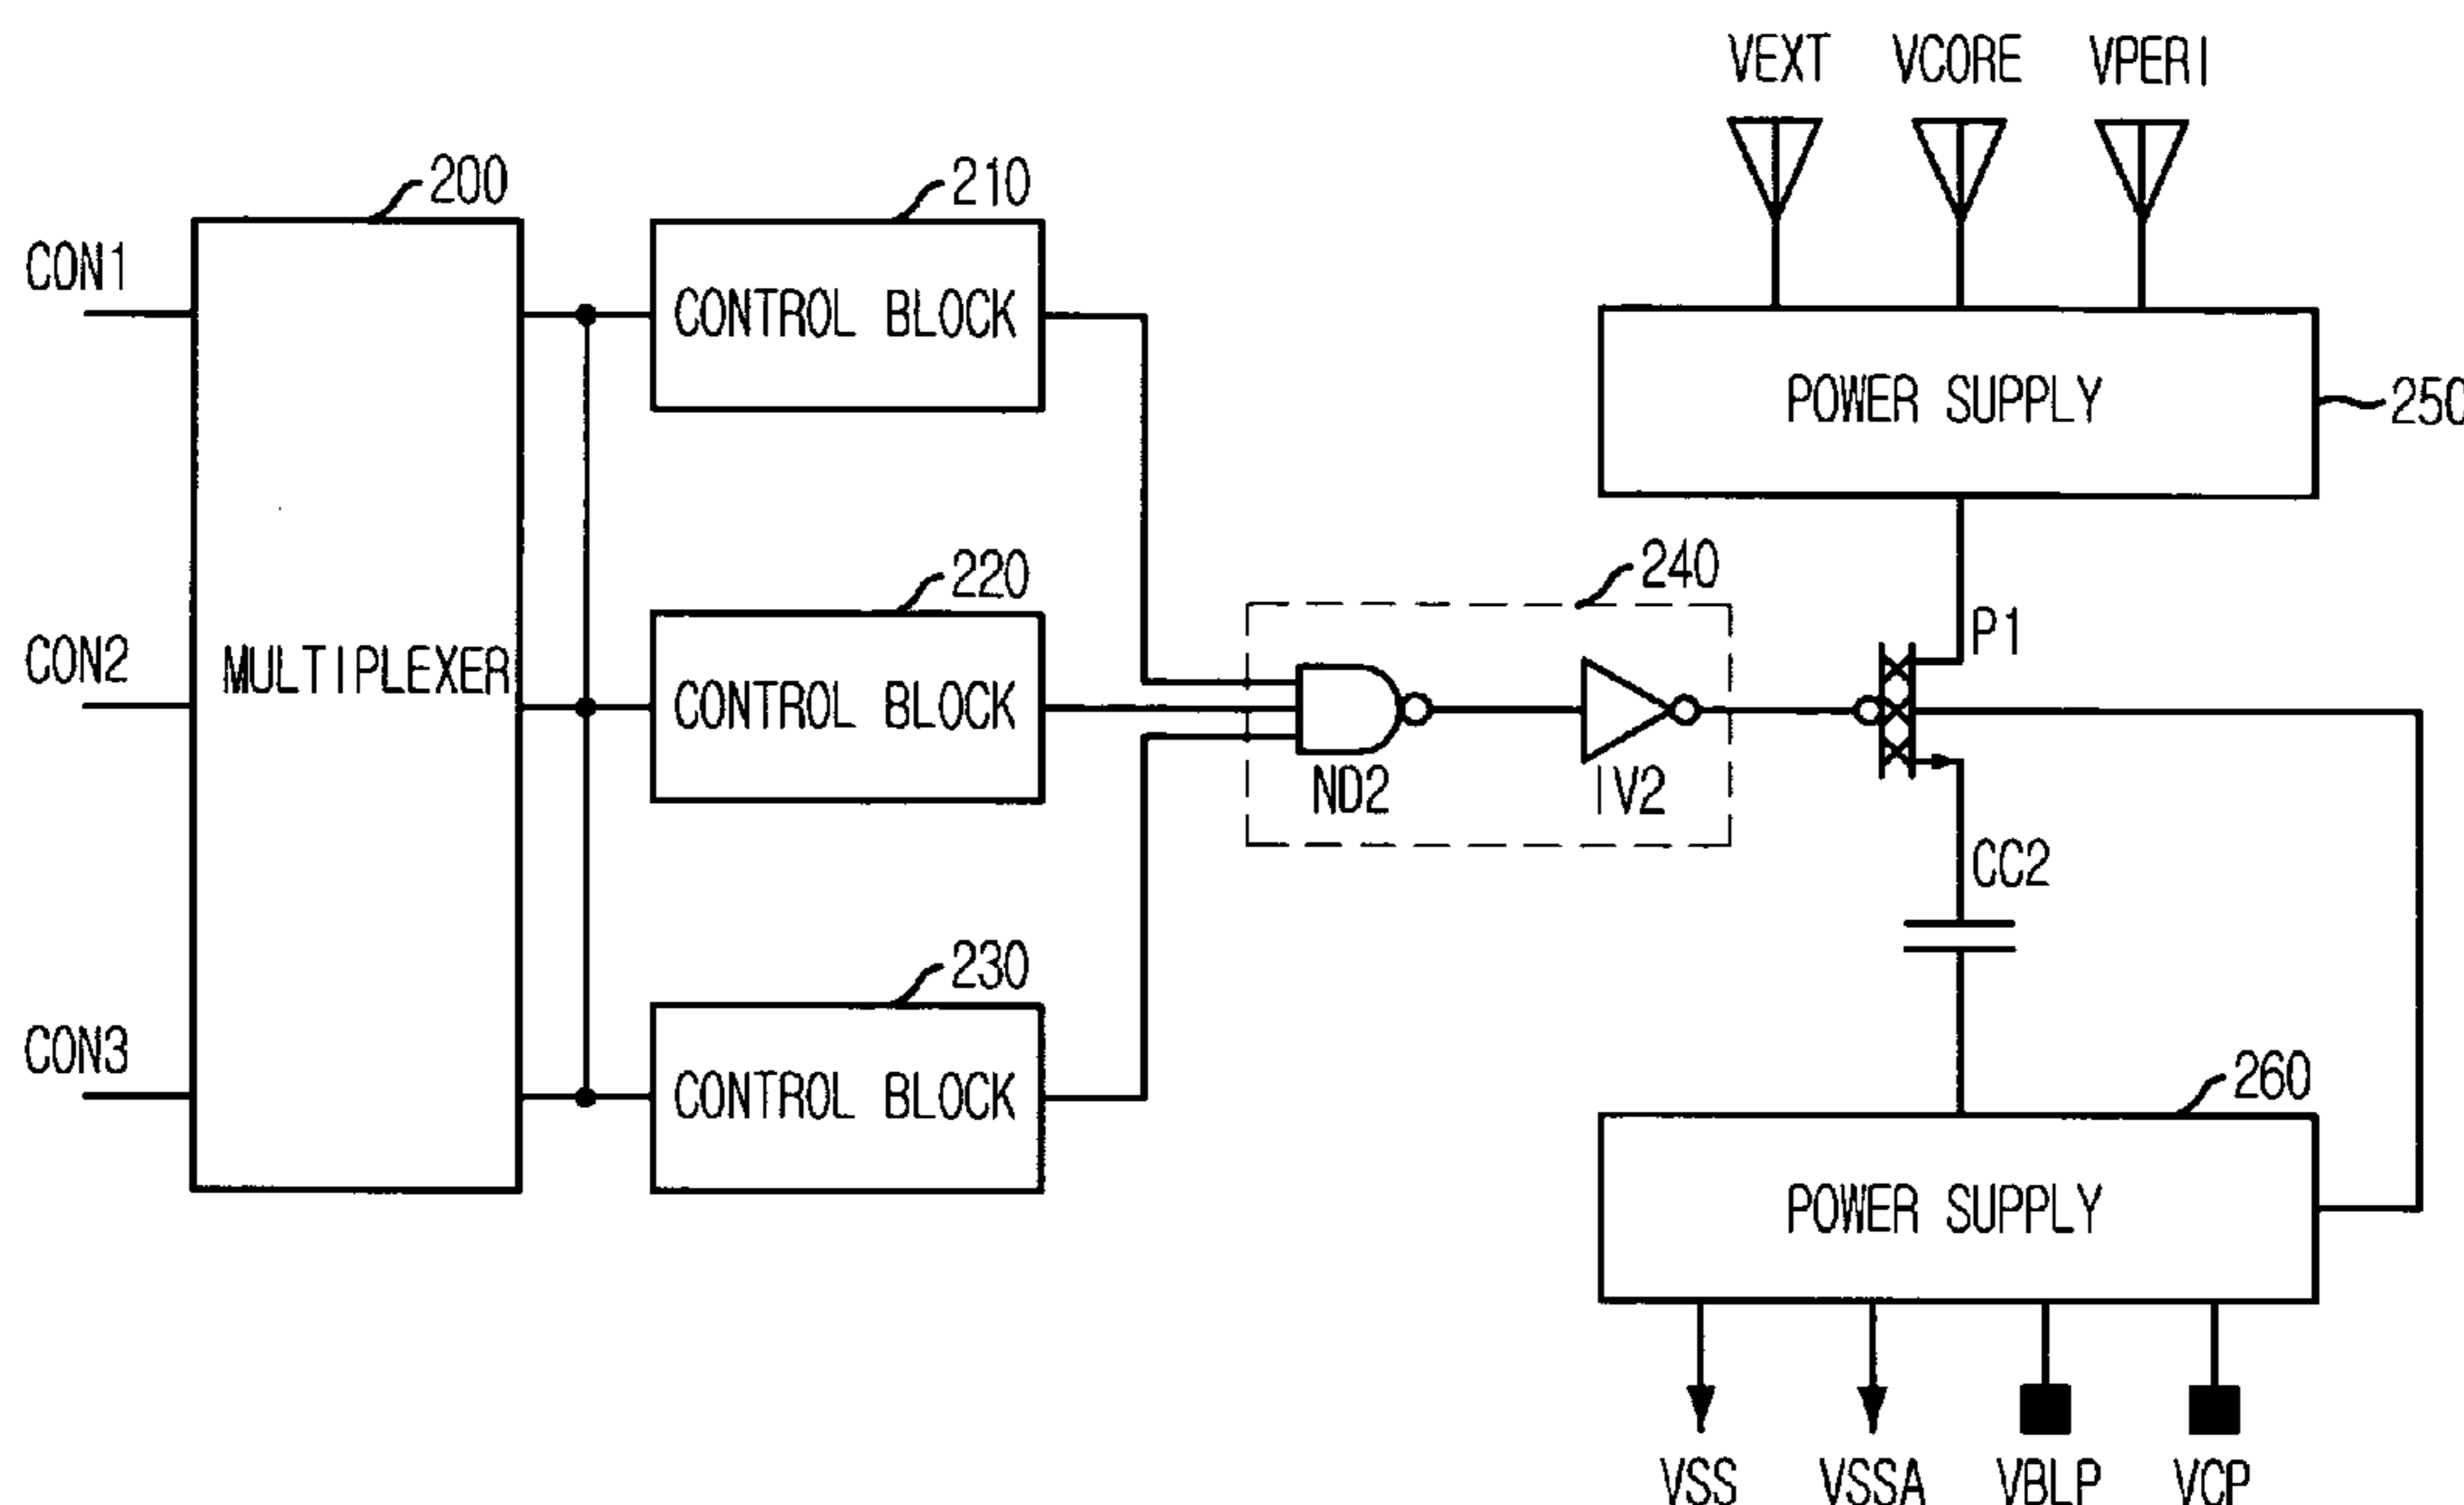 VEXT VCORE VPERI
200
210
CON1
CONTROL BLOCK
POWER SUPPLY
250
220
240
CON2
MULTIPLEXER
CONTROL BLOCK
P1
ND2
IV2
CC2
230
CON3
CONTROL BLOCK
260
POWER SUPPLY
VSS VSSA VBLP VCP